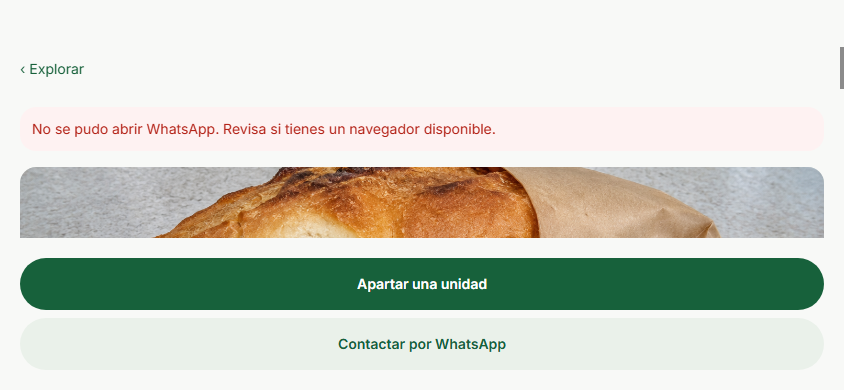 ‹ Explorar
No se pudo abrir WhatsApp. Revisa si tienes un navegador disponible.
Apartar una unidad
Contactar por WhatsApp